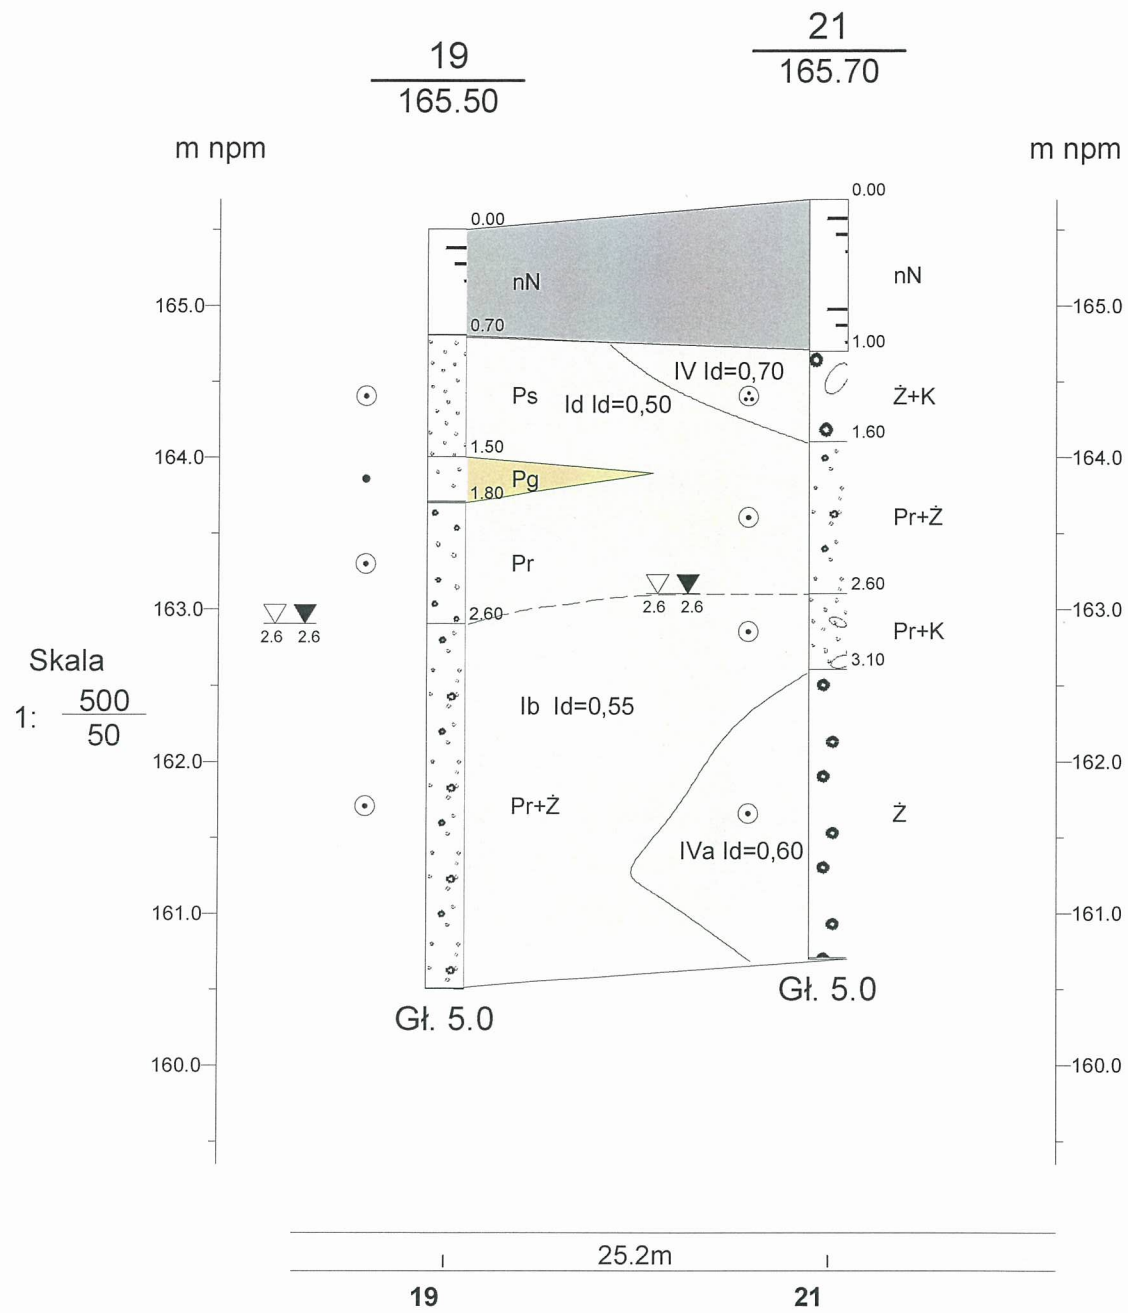 19
165.50
21
165.70
m npm
m npm
0.00
0.00
nN
nN
165.0
165.0
0.70
1.00
IV Id=0,70
Ps
Id Id=0,50
Ż+K
1.60
1.50
164.0
164.0
Pg
1.80
Pr+Ż
Pr
2.60
2.60
163.0
163.0
2.6 2.6
2.6 2.6
Pr+K
3.10
Skala
1: 500
50
Ib Id=0,55
162.0
162.0
Pr+Ż
Ż
IVa Id=0,60
161.0
161.0
Gł. 5.0
Gł. 5.0
160.0
160.0
25.2m
19
21